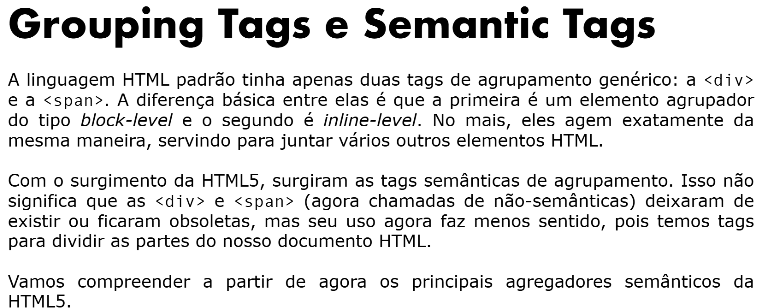 Grouping Tags e Semantic Tags
A linguagem HTML padrão tinha apenas duas tags de agrupamento genérico: a <div>
e a <span>. A diferença básica entre elas é que a primeira é um elemento agrupador
do tipo block-level e o segundo é inline-level. No mais, eles agem exatamente da
mesma maneira, servindo para juntar vários outros elementos HTML.
Com o surgimento da HTML5, surgiram as tags semânticas de agrupamento. Isso não
significa que as <div> e <span> (agora chamadas de não-semânticas) deixaram de
existir ou ficaram obsoletas, mas seu uso agora faz menos sentido, pois temos tags
para dividir as partes do nosso documento HTML.
Vamos compreender a partir de agora os principais agregadores semânticos da
HTML5.